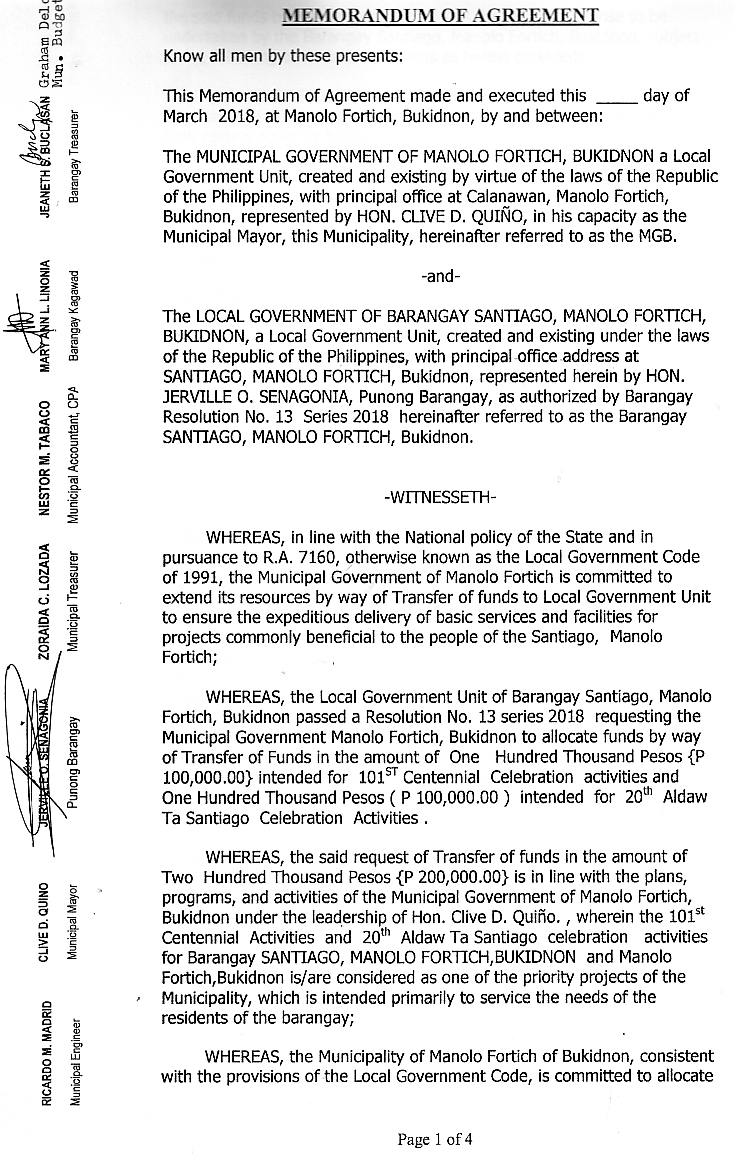 MEMORANDUM OF AGREEMENT
Know all men by these presents:
This Memorandum of Agreement made and executed this _____ day of
March 2018, at Manolo Fortich, Bukidnon, by and between:
The MUNICIPAL GOVERNMENT OF MANOLO FORTICH, BUKIDNON a Local
Government Unit, created and existing by virtue of the laws of the Republic
of the Philippines, with principal office at Calanawan, Manolo Fortich,
Bukidnon, represented by HON. CLIVE D. QUIÑO, in his capacity as the
Municipal Mayor, this Municipality, hereinafter referred to as the MGB.
-and-
The LOCAL GOVERNMENT OF BARANGAY SANTIAGO, MANOLO FORTICH,
BUKIDNON, a Local Government Unit, created and existing under the laws
of the Republic of the Philippines, with principal office address at
SANTIAGO, MANOLO FORTICH, Bukidnon, represented herein by HON.
JERVILLE O. SENAGONIA, Punong Barangay, as authorized by Barangay
Resolution No. 13 Series 2018 hereinafter referred to as the Barangay
SANTIAGO, MANOLO FORTICH, Bukidnon.
-WITNESSETH-
WHEREAS, in line with the National policy of the State and in
pursuance to R.A. 7160, otherwise known as the Local Government Code
of 1991, the Municipal Government of Manolo Fortich is committed to
extend its resources by way of Transfer of funds to Local Government Unit
to ensure the expeditious delivery of basic services and facilities for
projects commonly beneficial to the people of the Santiago, Manolo
Fortich;
WHEREAS, the Local Government Unit of Barangay Santiago, Manolo
Fortich, Bukidnon passed a Resolution No. 13 series 2018 requesting the
Municipal Government Manolo Fortich, Bukidnon to allocate funds by way
of Transfer of Funds in the amount of One Hundred Thousand Pesos {P
100,000.00} intended for 101ST Centennial Celebration activities and
One Hundred Thousand Pesos ( P 100,000.00 ) intended for 20th Aldaw
Ta Santiago Celebration Activities .
WHEREAS, the said request of Transfer of funds in the amount of
Two Hundred Thousand Pesos {P 200,000.00} is in line with the plans,
programs, and activities of the Municipal Government of Manolo Fortich,
Bukidnon under the leadership of Hon. Clive D. Quiño. , wherein the 101st
Centennial Activities and 20th Aldaw Ta Santiago celebration activities
for Barangay SANTIAGO, MANOLO FORTICH,BUKIDNON and Manolo
Fortich,Bukidnon is/are considered as one of the priority projects of the
Municipality, which is intended primarily to service the needs of the
residents of the barangay;
WHEREAS, the Municipality of Manolo Fortich of Bukidnon, consistent
with the provisions of the Local Government Code, is committed to allocate
Page 1 of 4
RICARDO M. MADRID
Municipal Engineer
CLIVE D. QUINO
Municipal Mayor
JERVILLE O. SENAGONIA
Punong Barangay
ZORAIDA C. LOZADA
Municipal Treasurer
NESTOR M. TABACO
Municipal Accountant, CPA
MARY ANN L. LINONIA
Barangay Kagawad
JEANETH B. BUCLASAN
Barangay Treasurer
Graham
Mun. Budget